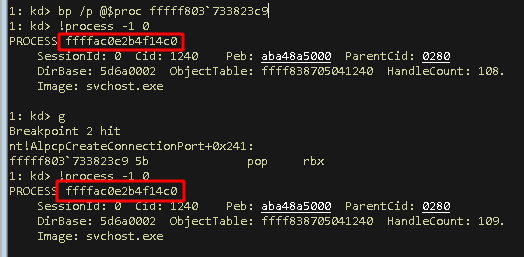 1: kd> bp /p @$proc fffff803`733823c9
1: kd> !process -1 0
PROCESS ffffac0e2b4f14c0
SessionId: 0 Cid: 1240 Peb: aba48a5000 ParentCid: 0280
DirBase: 5d6a0002 ObjectTable: ffff838705041240 HandleCount: 108.
Image: svchost.exe
1: kd> g
Breakpoint 2 hit
nt!AlpcpCreateConnectionPort+0x241:
fffff803`733823c9 5b pop rbx
1: kd> !process -1 0
PROCESS ffffac0e2b4f14c0
SessionId: 0 Cid: 1240 Peb: aba48a5000 ParentCid: 0280
DirBase: 5d6a0002 ObjectTable: ffff838705041240 HandleCount: 109.
Image: svchost.exe